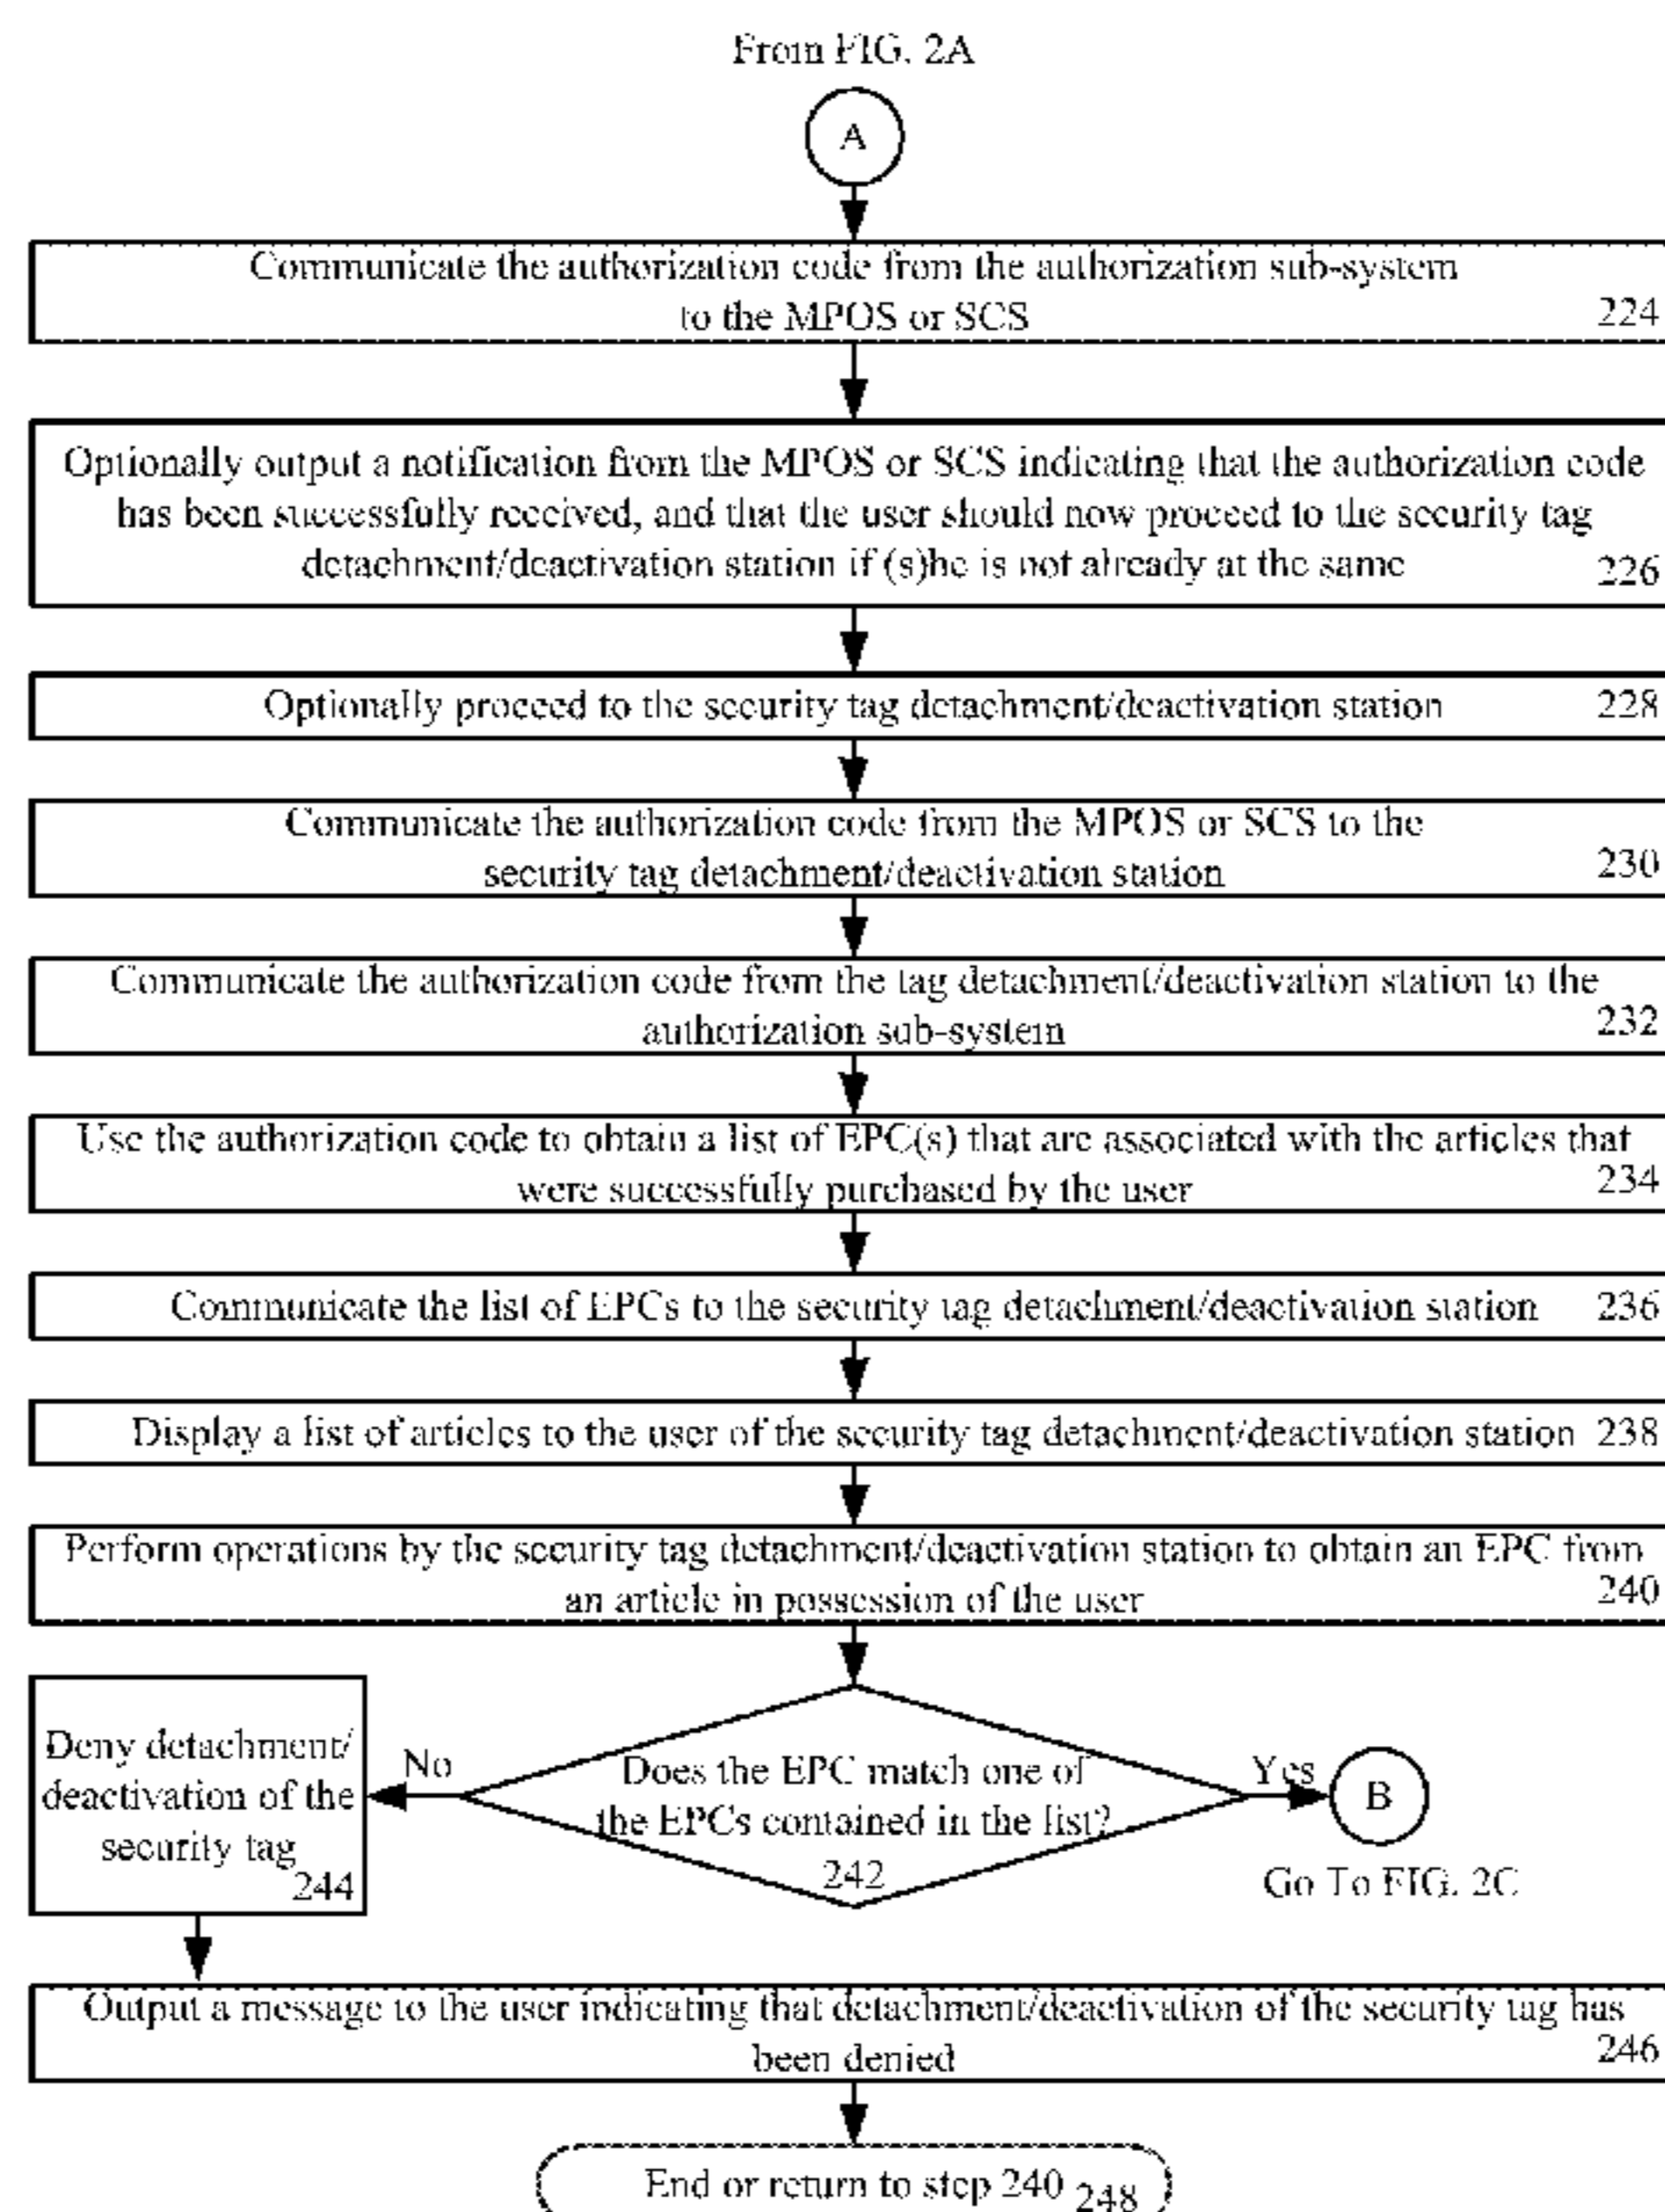 From FIG. 2A
A
Communicate the authorization code from the authorization sub-system
to the MPOS or SCS
224
Optionally output a notification from the MPOS or SCS indicating that the authorization code
has been successfully received, and that the user should now proceed to the security tag
detachment/deactivation station if (s)he is not already at the same
226
Optionally proceed to the security tag detachment/deactivation station 228
Communicate the authorization code from the MPOS or SCS to the
security tag detachment/deactivation station
230
Communicate the authorization code from the tag detachment/deactivation station to the
authorization sub-system
232
Use the authorization code to obtain a list of EPC(s) that are associated with the articles that
were successfully purchased by the user
234
Communicate the list of EPCs to the security tag detachment/deactivation station 236
Display a list of articles to the user of the security tag detachment/deactivation station 238
Perform operations by the security tag detachment/deactivation station to obtain an EPC from
an article in possession of the user
240
Deny detachment/
deactivation of the
security tag
244
No
Does the EPC match one of
the EPCs contained in the list?
242
Yes
B
Go To FIG. 2C
Output a message to the user indicating that detachment/deactivation of the security tag has
been denied
246
End or return to step 240
248